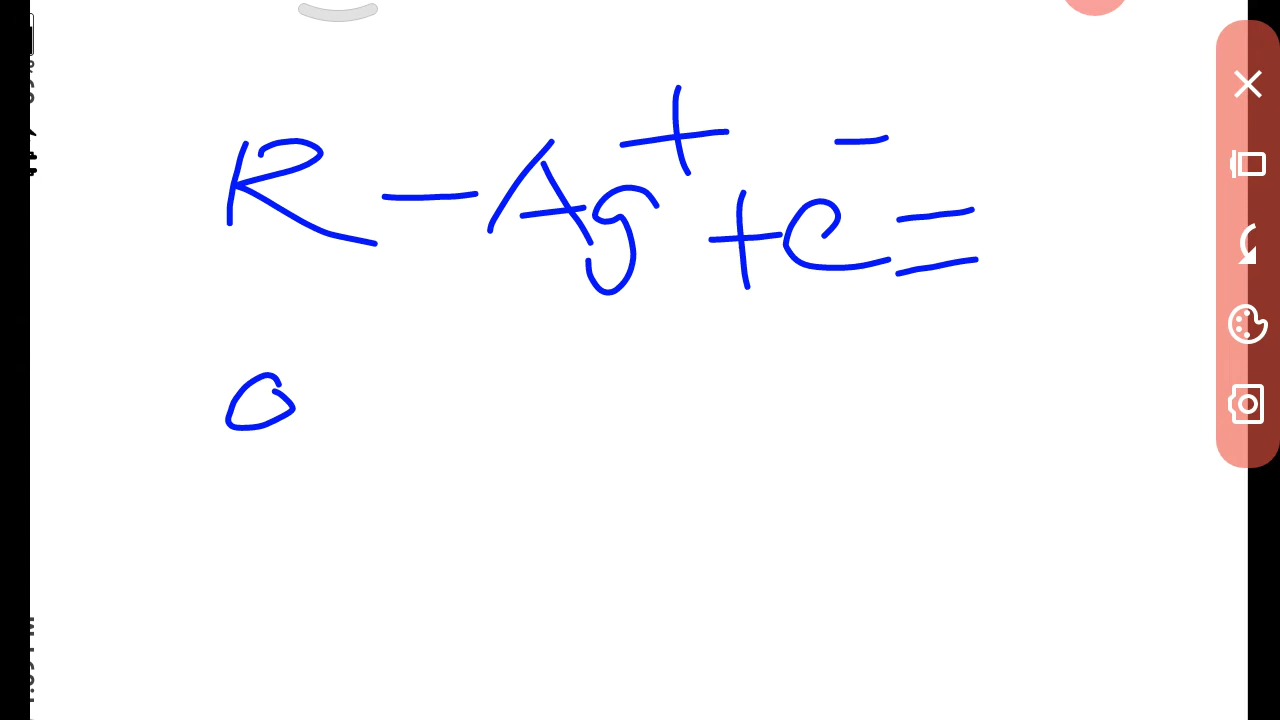 R - Ag⁺ + e⁻ =
O